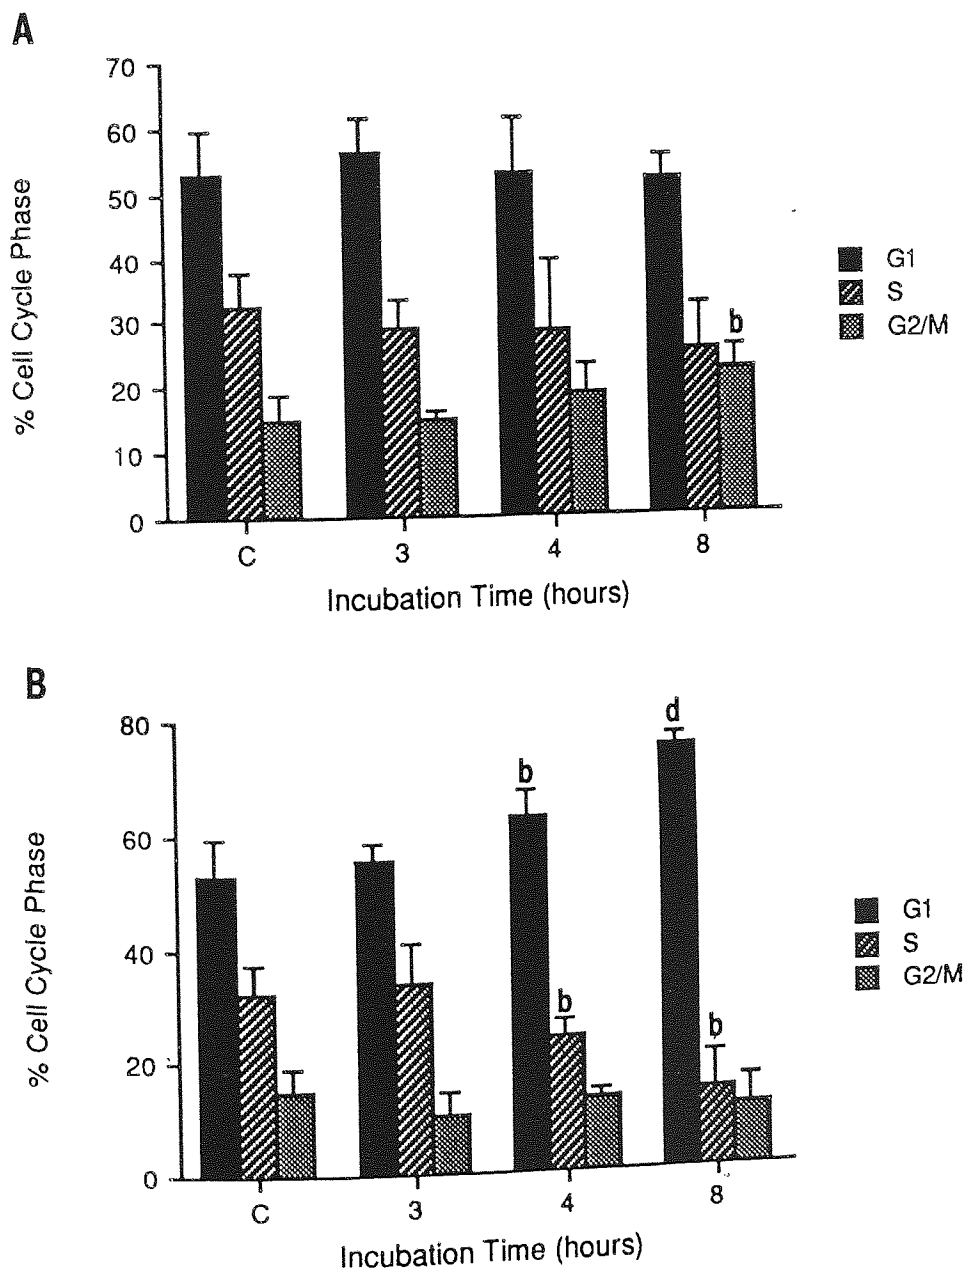 A
70
60
50
40
30
20
10
0
% Cell Cycle Phase
b
G1
S
G2/M
C 3 4 8
Incubation Time (hours)
B
80
60
40
20
0
% Cell Cycle Phase
b
b
d
b
G1
S
G2/M
C 3 4 8
Incubation Time (hours)